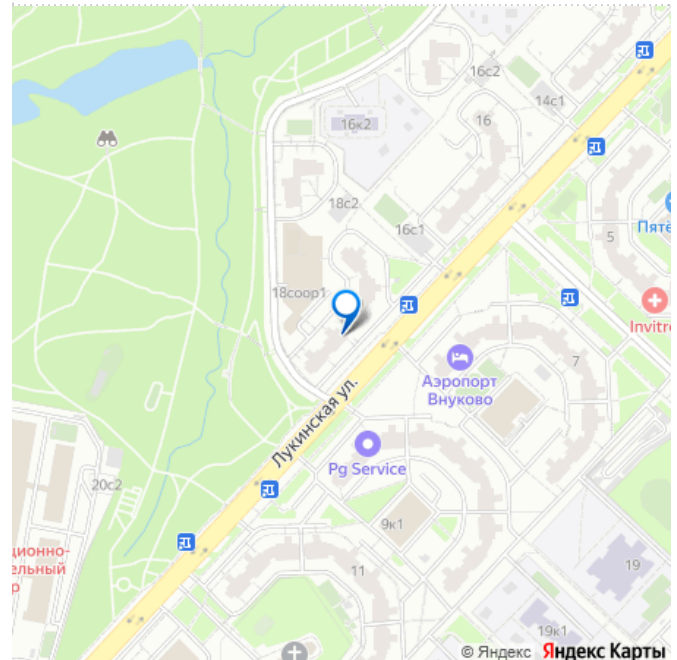 16с2
14с1
16
16к2
18с2
16с1
5
Пятё
Invitro
18соор1
7
Аэропорт
Внуково
Лукинская ул.
Pg Service
20с2
9к1
ционно-
ельный
р
11
19
19к1
© Яндекс Яндекс Карты